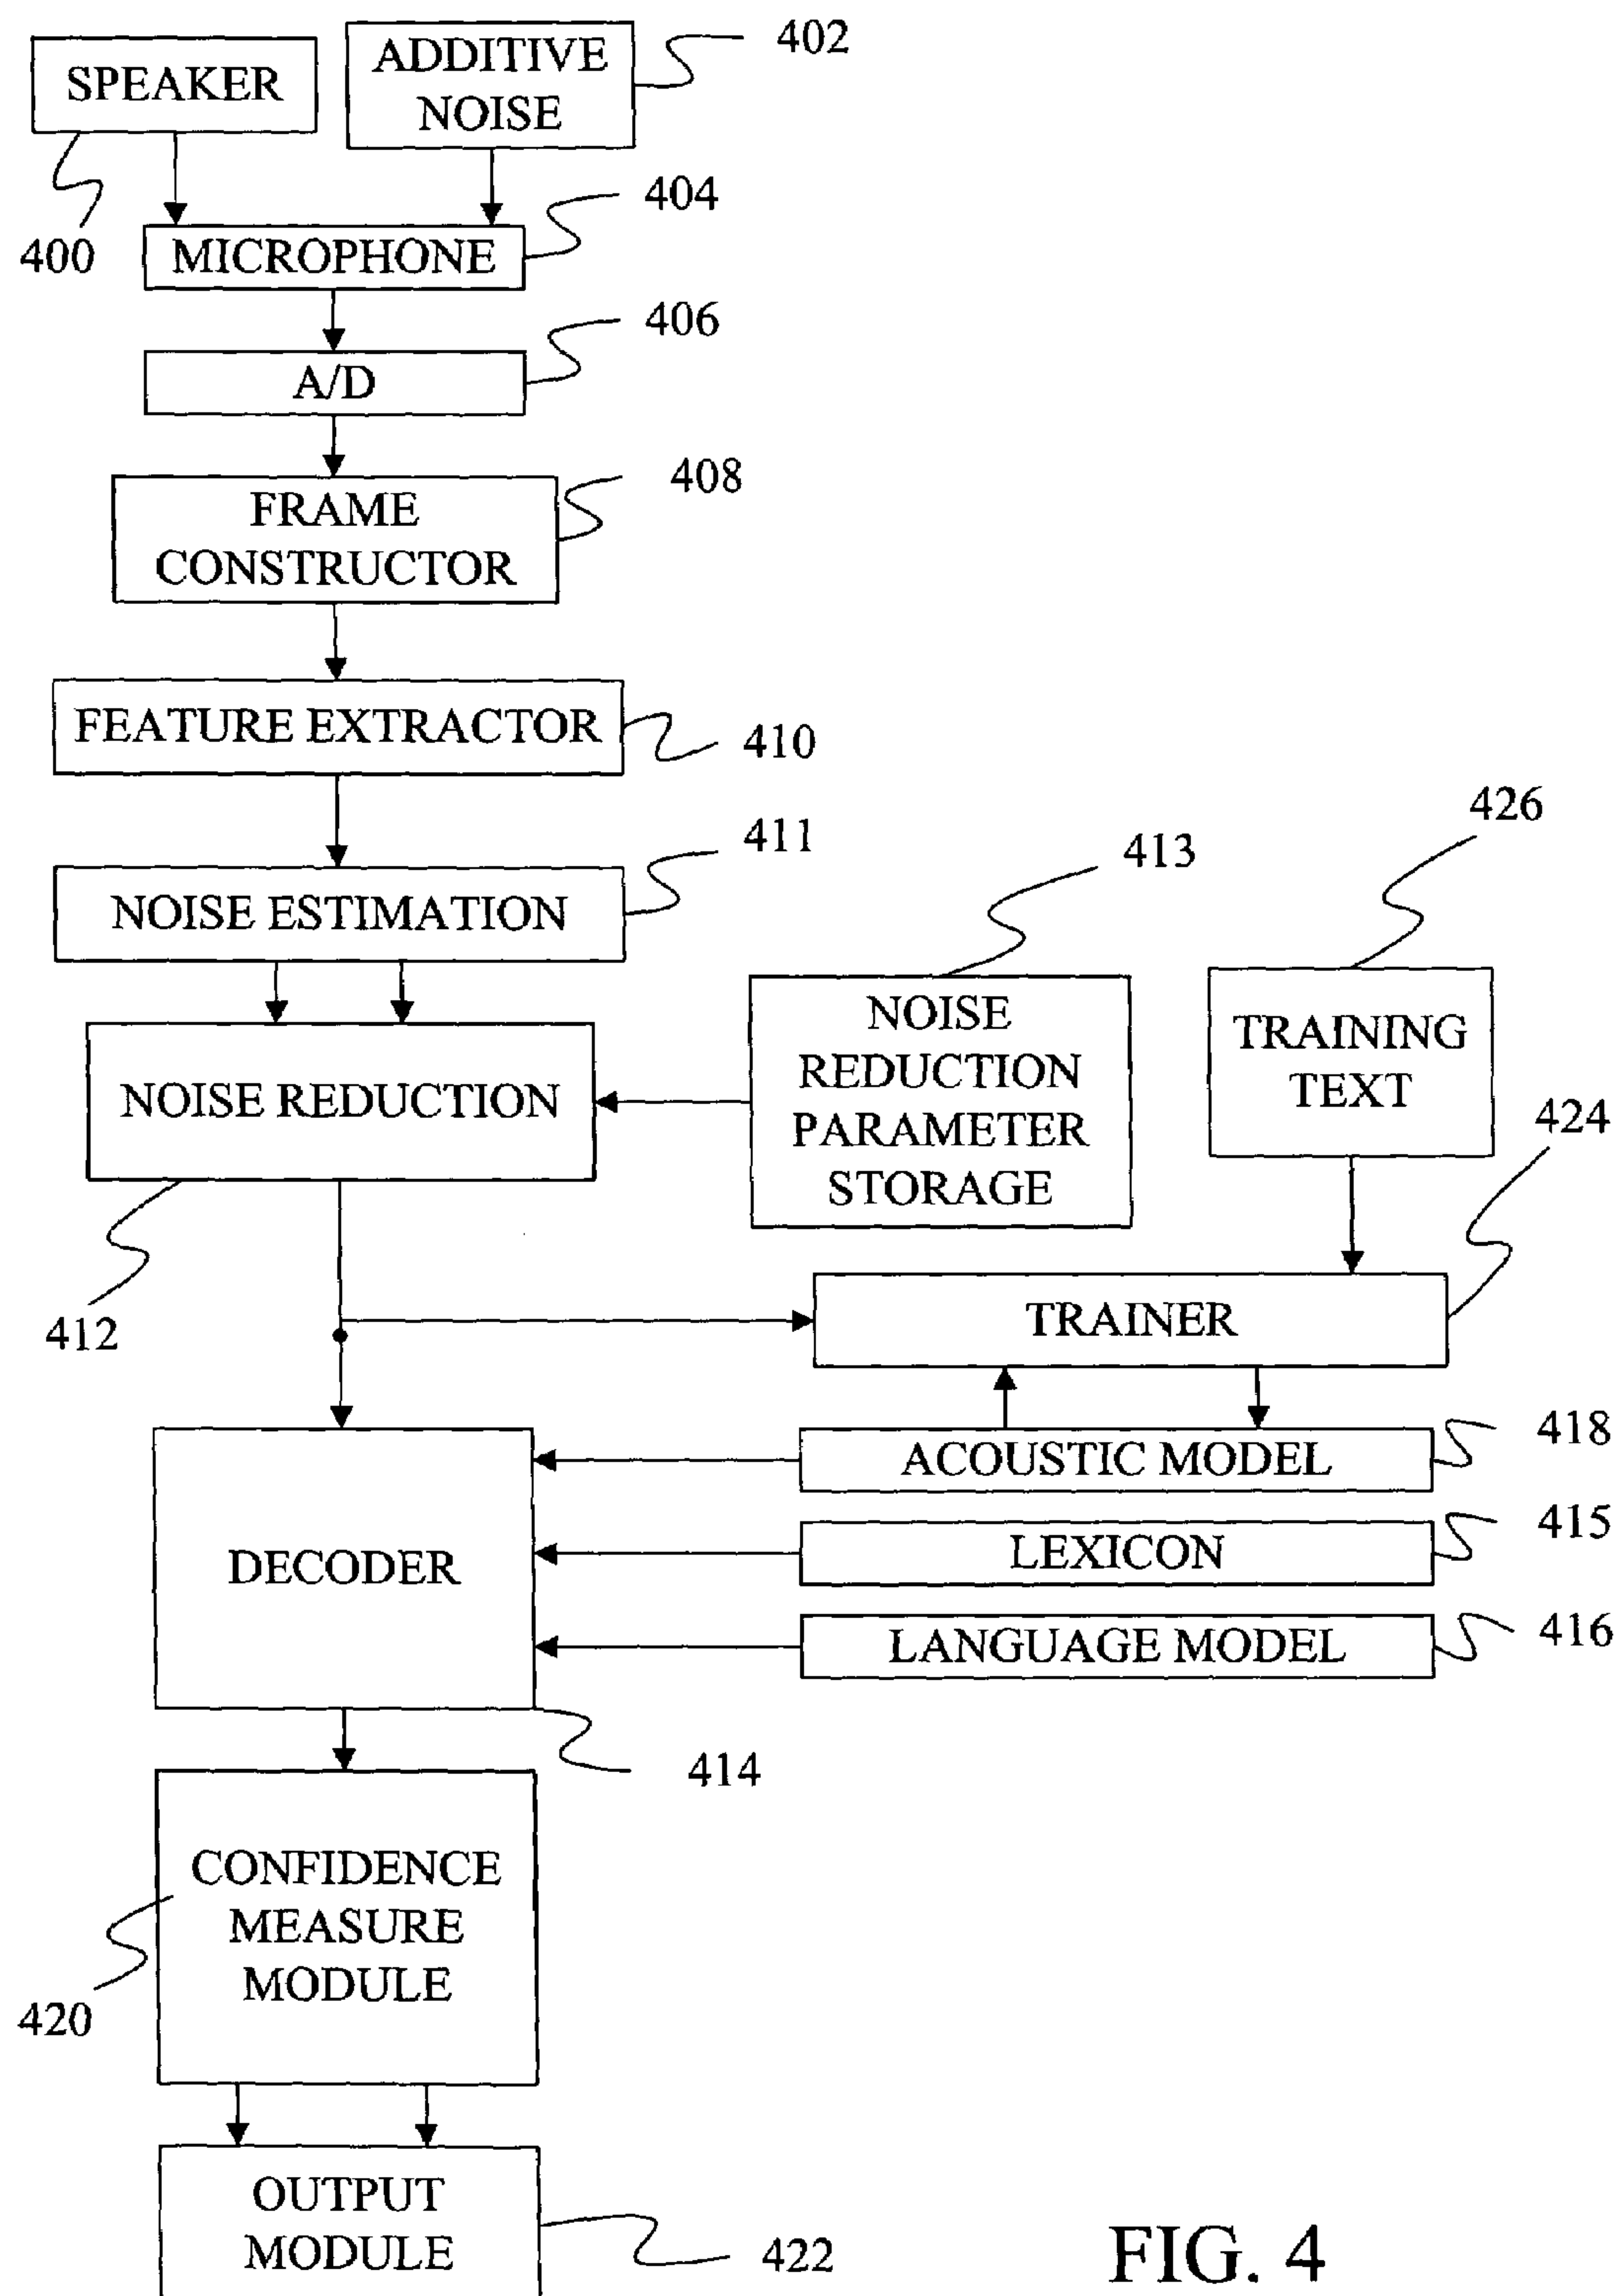 SPEAKER
ADDITIVE
NOISE
402
400
404
MICROPHONE
406
A/D
408
FRAME
CONSTRUCTOR
FEATURE EXTRACTOR
410
411
NOISE ESTIMATION
413
426
NOISE REDUCTION
412
NOISE
REDUCTION
PARAMETER
STORAGE
TRAINING
TEXT
424
TRAINER
ACOUSTIC MODEL
418
LEXICON
415
LANGUAGE MODEL
416
DECODER
414
CONFIDENCE
MEASURE
MODULE
420
OUTPUT
MODULE
422
FIG. 4